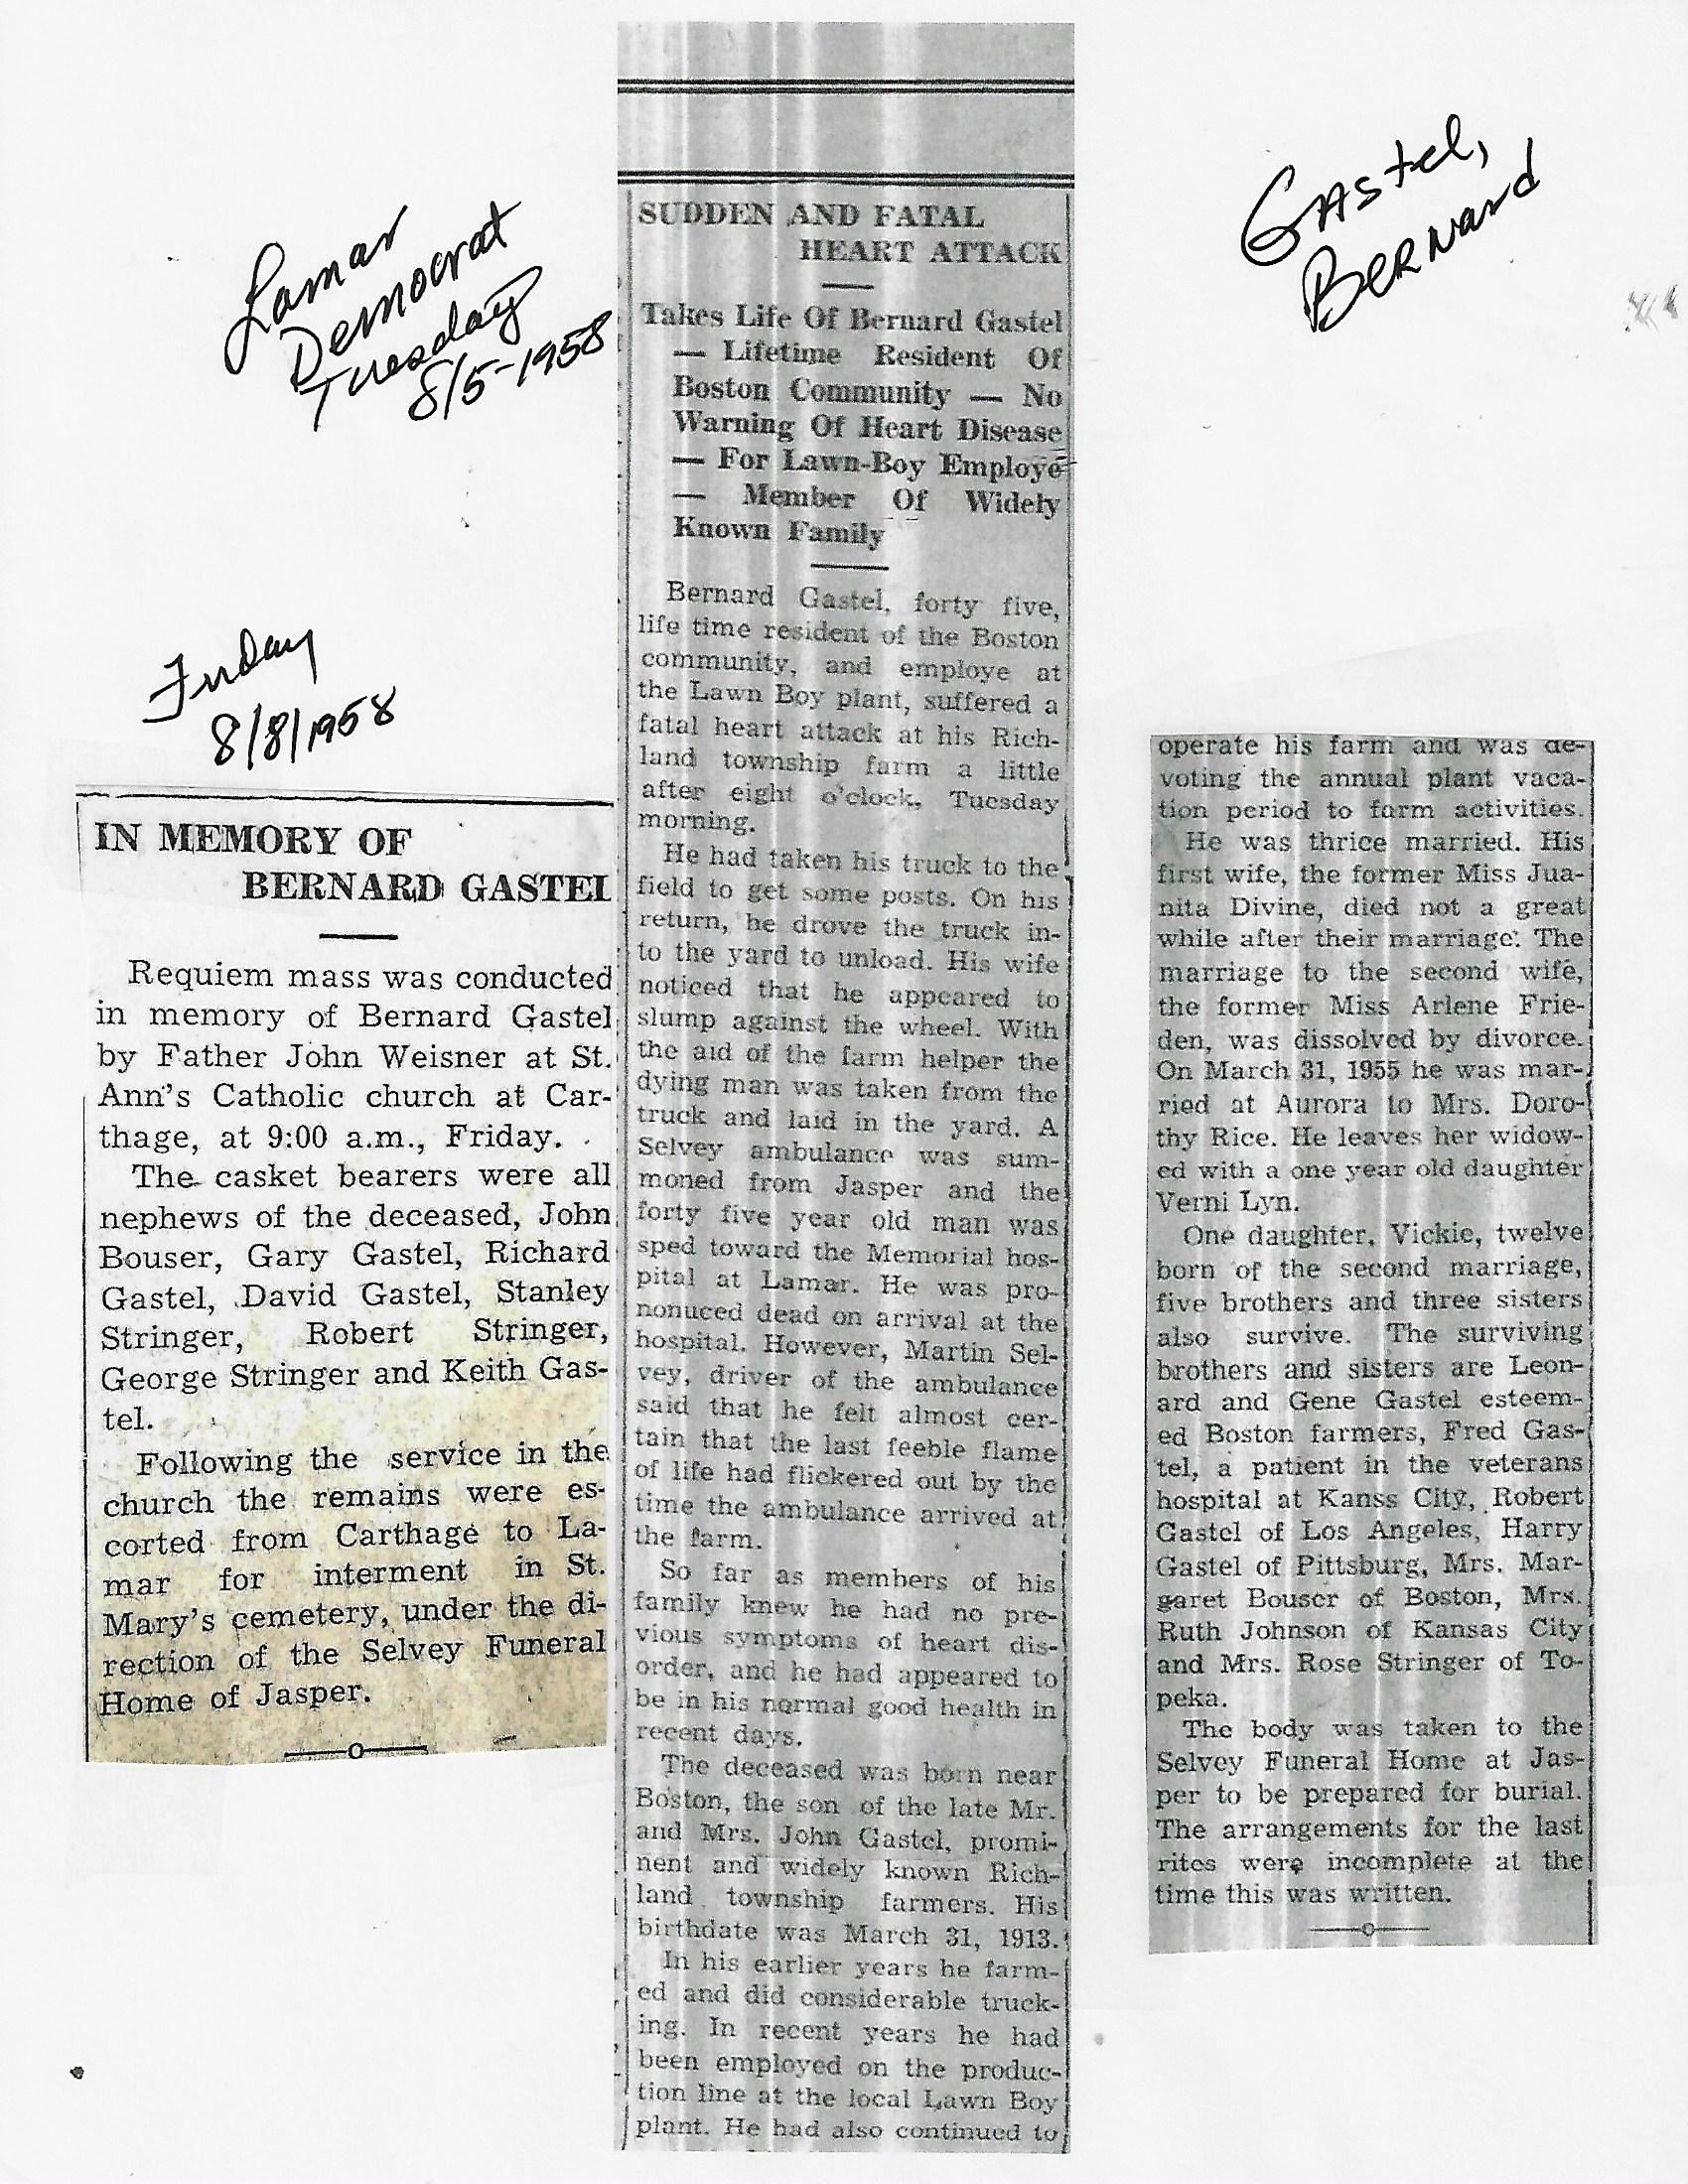 Lamar
Democrat
Tuesday
8/5-1958
Gastel,
Bernard
Friday
8/8/1958
IN MEMORY OF
BERNARD GASTEL
Requiem mass was conducted
in memory of Bernard Gastel
by Father John Weisner at St.
Ann's Catholic church at Car-
thage, at 9:00 a.m., Friday.
The casket bearers were all
nephews of the deceased, John
Bouser, Gary Gastel, Richard
Gastel, David Gastel, Stanley
Stringer, Robert Stringer,
George Stringer and Keith Gas-
tel.
Following the service in the
church the remains were es-
corted from Carthage to La-
mar for interment in St.
Mary's cemetery, under the di-
rection of the Selvey Funeral
Home of Jasper.
SUDDEN AND FATAL
HEART ATTACK
Takes Life Of Bernard Gastel
— Lifetime Resident Of
Boston Community — No
Warning Of Heart Disease
— For Lawn-Boy Employe
— Member Of Widely
Known Family
Bernard Gastel, forty five,
life time resident of the Boston
community, and employe at
the Lawn Boy plant, suffered a
fatal heart attack at his Rich-
land township farm a little
after eight o'clock, Tuesday
morning.
He had taken his truck to the
field to get some posts. On his
return, he drove the truck in-
to the yard to unload. His wife
noticed that he appeared to
slump against the wheel. With
the aid of the farm helper the
dying man was taken from the
truck and laid in the yard. A
Selvey ambulance was sum-
moned from Jasper and the
forty five year old man was
sped toward the Memorial hos-
pital at Lamar. He was pro-
nonuced dead on arrival at the
hospital. However, Martin Sel-
vey, driver of the ambulance
said that he felt almost cer-
tain that the last feeble flame
of life had flickered out by the
time the ambulance arrived at
the farm.
So far as members of his
family knew he had no pre-
vious symptoms of heart dis-
order, and he had appeared to
be in his normal good health in
recent days.
The deceased was born near
Boston, the son of the late Mr.
and Mrs. John Gastel, promi-
nent and widely known Rich-
land township farmers. His
birthdate was March 31, 1913.
In his earlier years he farm-
ed and did considerable truck-
ing. In recent years he had
been employed on the produc-
tion line at the local Lawn Boy
plant. He had also continued to
operate his farm and was de-
voting the annual plant vaca-
tion period to farm activities.
He was thrice married. His
first wife, the former Miss Jua-
nita Divine, died not a great
while after their marriage. The
marriage to the second wife,
the former Miss Arlene Frie-
den, was dissolved by divorce.
On March 31, 1955 he was mar-
ried at Aurora to Mrs. Doro-
thy Rice. He leaves her widow-
ed with a one year old daughter
Verni Lyn.
One daughter, Vickie, twelve
born of the second marriage,
five brothers and three sisters
also survive. The surviving
brothers and sisters are Leon-
ard and Gene Gastel esteem-
ed Boston farmers, Fred Gas-
tel, a patient in the veterans
hospital at Kanss City, Robert
Gastel of Los Angeles, Harry
Gastel of Pittsburg, Mrs. Mar-
garet Bouser of Boston, Mrs.
Ruth Johnson of Kansas City
and Mrs. Rose Stringer of To-
peka.
The body was taken to the
Selvey Funeral Home at Jas-
per to be prepared for burial.
The arrangements for the last
rites were incomplete at the
time this was written.